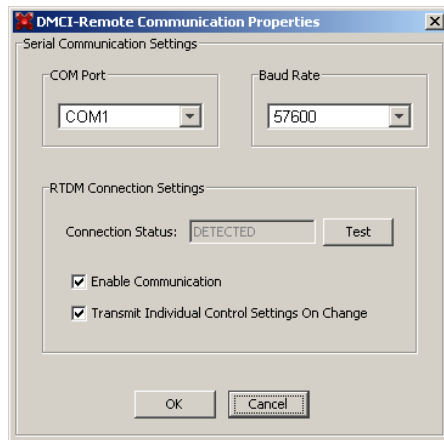 DMCI-Remote Communication Properties
Serial Communication Settings
COM Port
Baud Rate
COM1
57600
RTDM Connection Settings
Connection Status: DETECTED Test
Enable Communication
Transmit Individual Control Settings On Change
OK Cancel